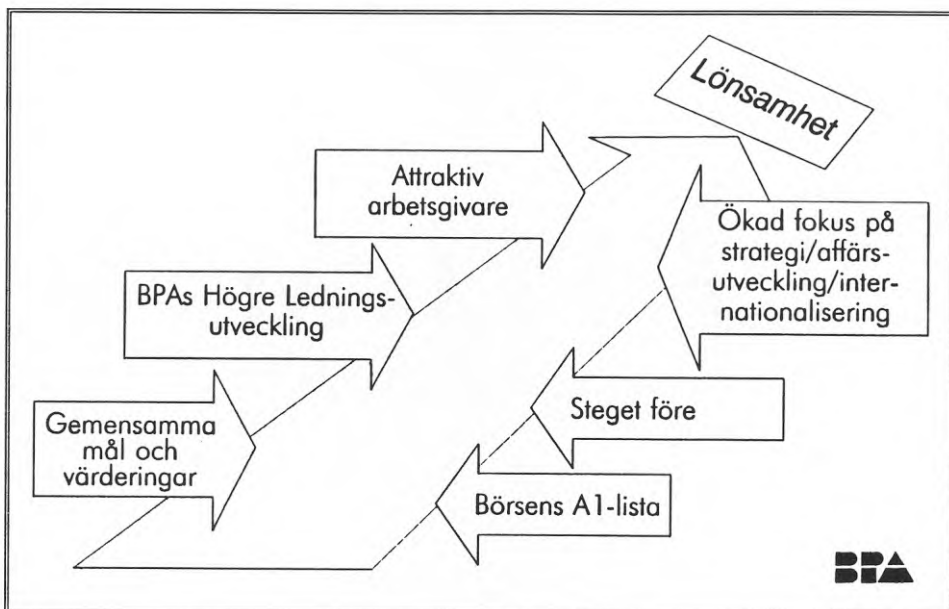 Lönsamhet
Attraktiv
arbetsgivare
Ökad fokus på
strategi/affärs-
utveckling/inter-
nationalisering
BPAs Högre Lednings-
utveckling
Steget före
Gemensamma
mål och
värderingar
Börsens A1-lista
BPA